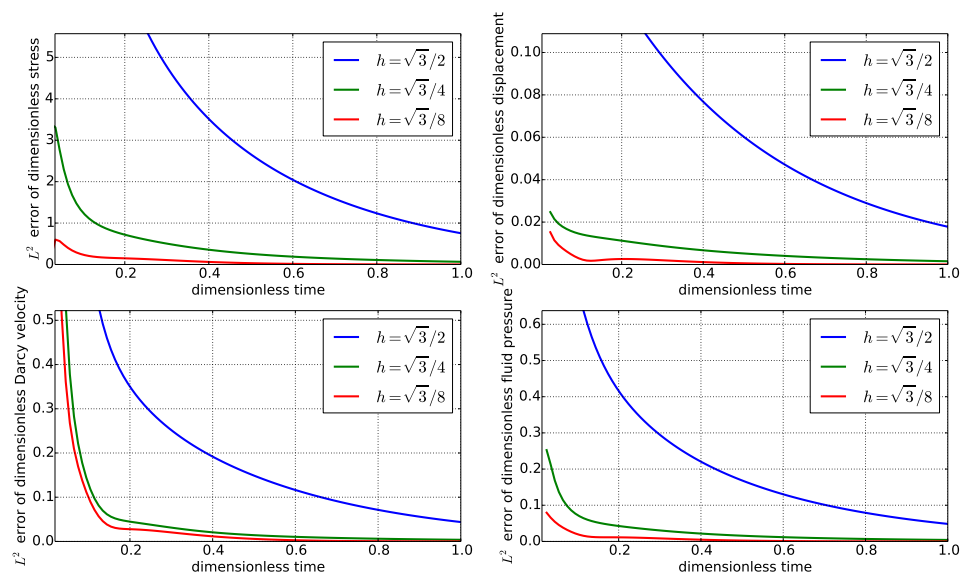 L² error of dimensionless stress
5
4
3
2
1
0
0.2 0.4 0.6 0.8 1.0
dimensionless time
h = √3/2
h = √3/4
h = √3/8
L² error of dimensionless displacement
0.10
0.08
0.06
0.04
0.02
0.00
0.2 0.4 0.6 0.8 1.0
dimensionless time
h = √3/2
h = √3/4
h = √3/8
L² error of dimensionless Darcy velocity
0.5
0.4
0.3
0.2
0.1
0.0
0.2 0.4 0.6 0.8 1.0
dimensionless time
h = √3/2
h = √3/4
h = √3/8
L² error of dimensionless fluid pressure
0.6
0.5
0.4
0.3
0.2
0.1
0.0
0.2 0.4 0.6 0.8 1.0
dimensionless time
h = √3/2
h = √3/4
h = √3/8